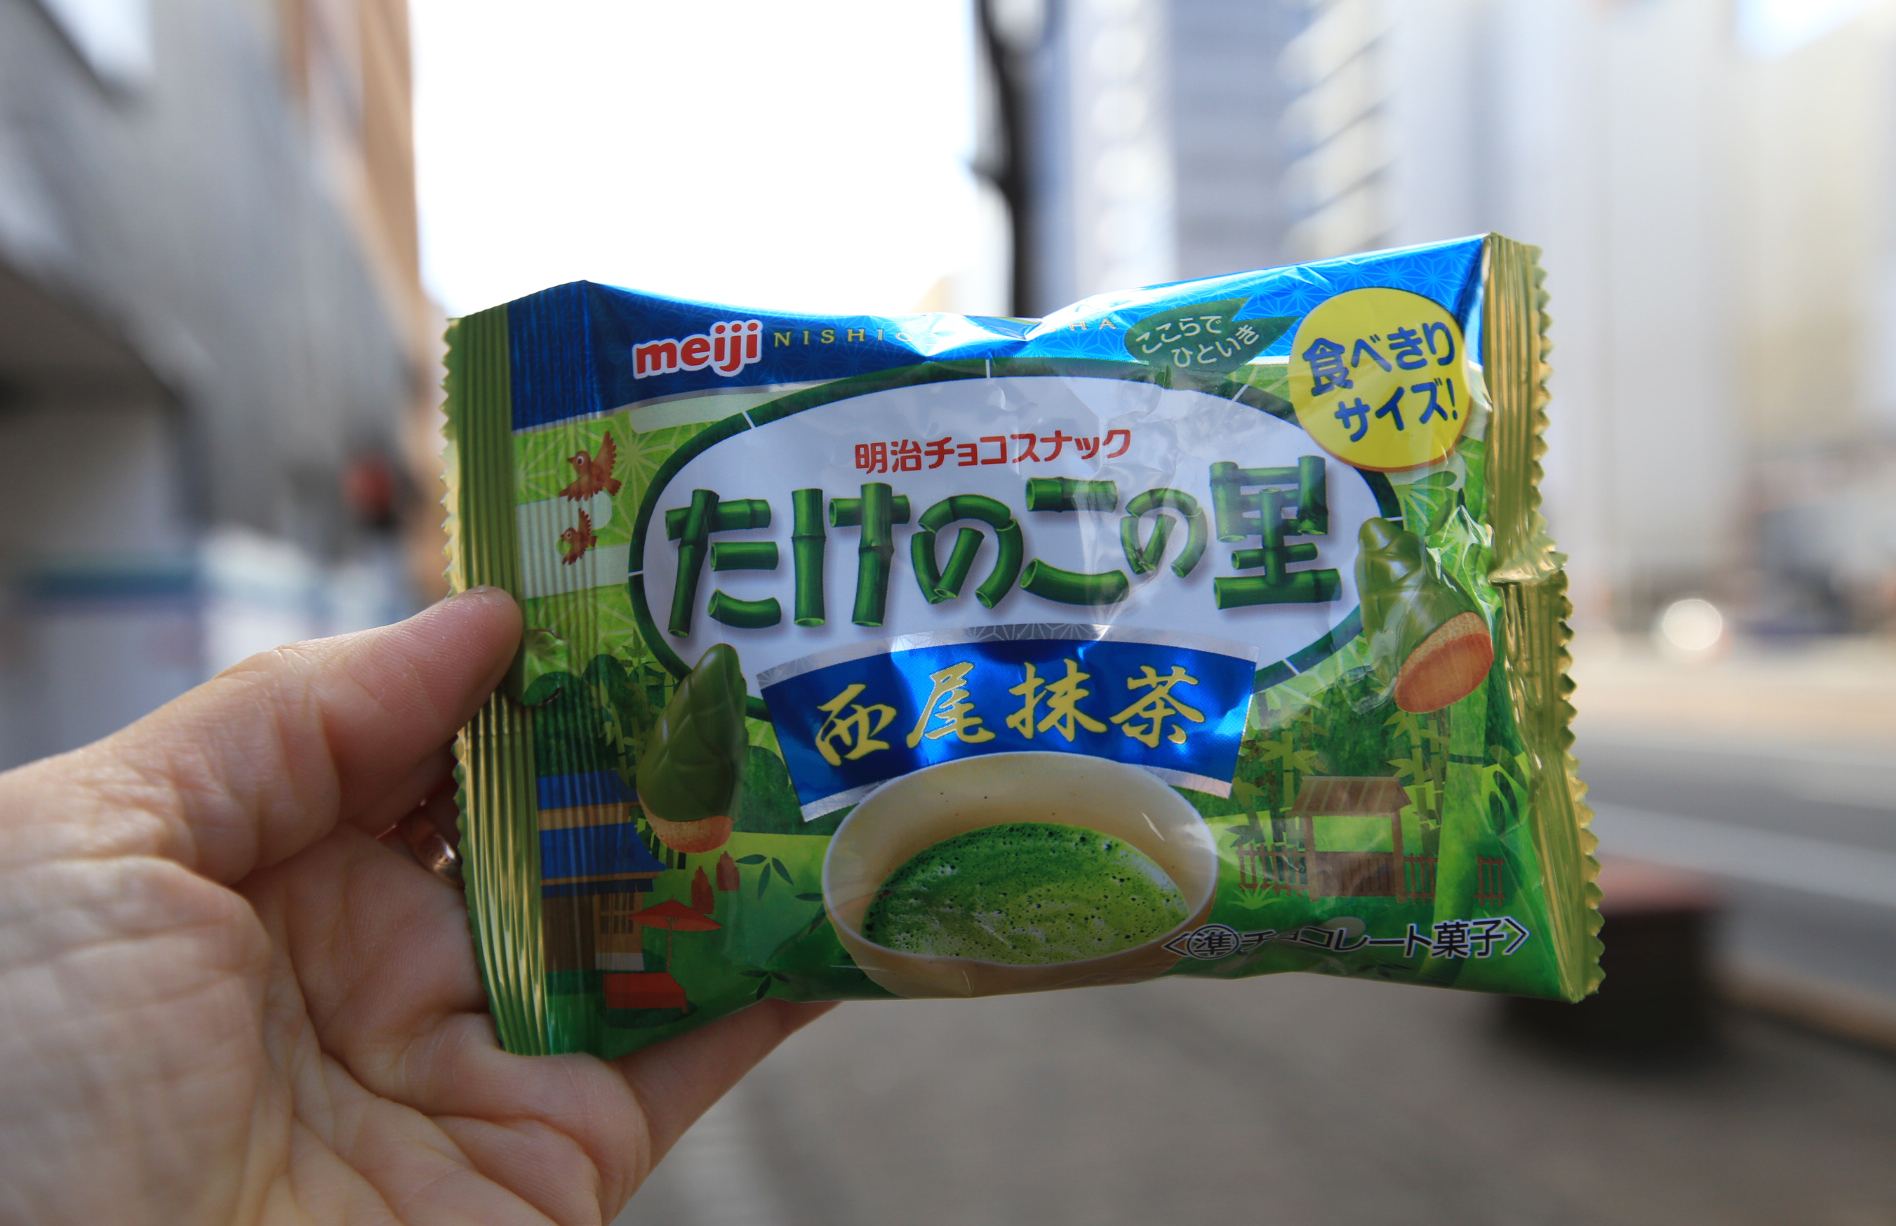 meiji
ここらで
ひといき
食べきり
サイズ!
明治チョコスナック
たけのこの里
西尾抹茶
<準チョコレート菓子>